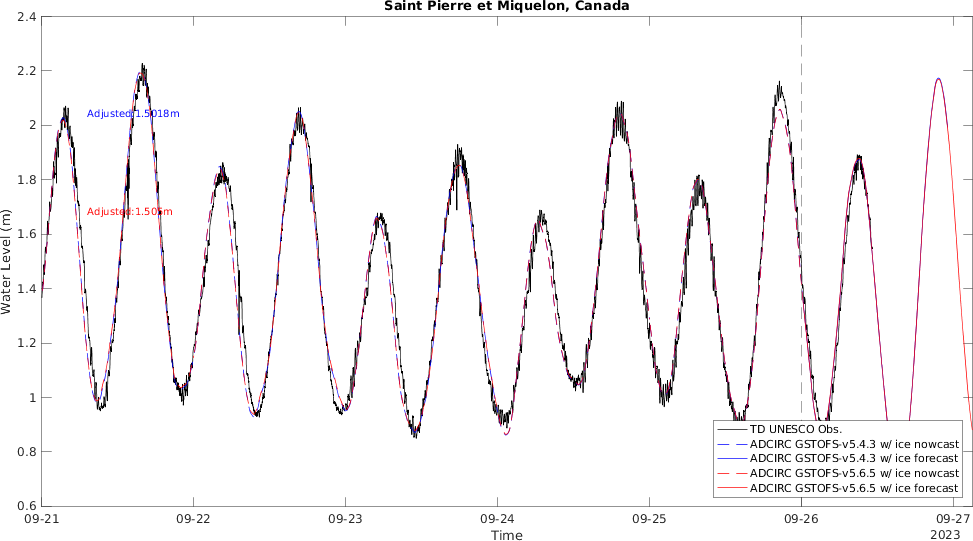 Saint Pierre et Miquelon, Canada
2.4
2.2
2
1.8
1.6
1.4
1.2
1
0.8
0.6
Water Level (m)
Adjusted:1.5018m
Adjusted:1.505m
TD UNESCO Obs.
ADCIRC GSTOFS-v5.4.3 w/ ice nowcast
ADCIRC GSTOFS-v5.4.3 w/ ice forecast
ADCIRC GSTOFS-v5.6.5 w/ ice nowcast
ADCIRC GSTOFS-v5.6.5 w/ ice forecast
09-21 09-22 09-23 09-24 09-25 09-26 09-27
Time 2023